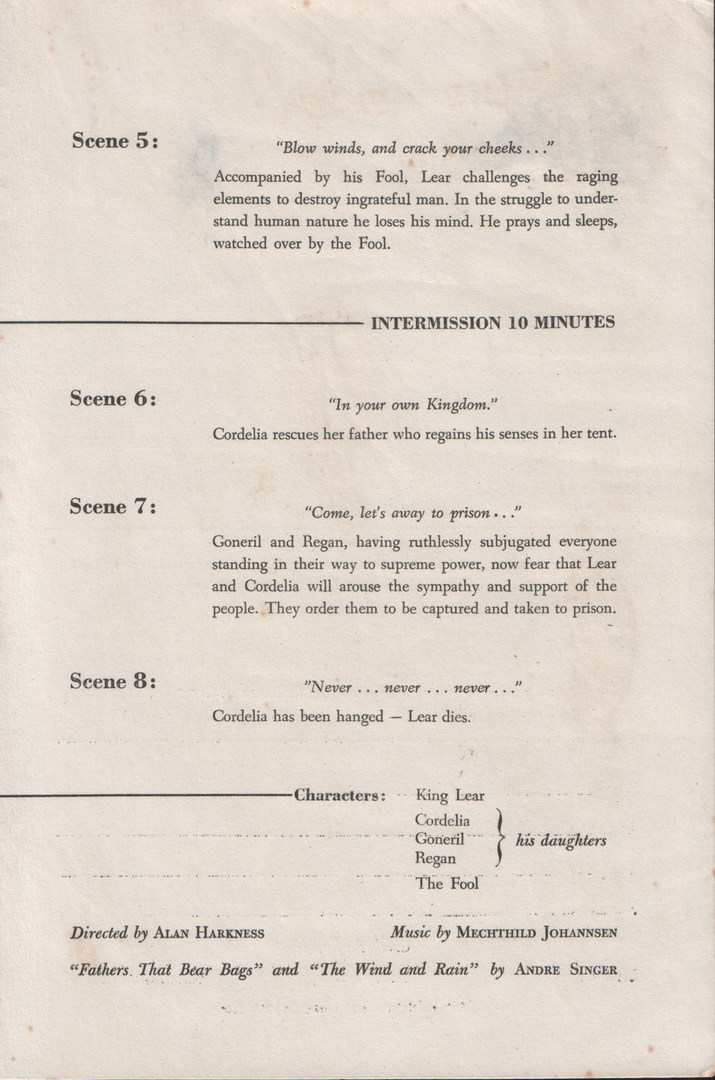 Scene 5:
"Blow winds, and crack your cheeks . . ."
Accompanied by his Fool, Lear challenges the raging
elements to destroy ingrateful man. In the struggle to under-
stand human nature he loses his mind. He prays and sleeps,
watched over by the Fool.
INTERMISSION 10 MINUTES
Scene 6:
"In your own Kingdom."
Cordelia rescues her father who regains his senses in her tent.
Scene 7:
"Come, let's away to prison . . ."
Goneril and Regan, having ruthlessly subjugated everyone
standing in their way to supreme power, now fear that Lear
and Cordelia will arouse the sympathy and support of the
people. They order them to be captured and taken to prison.
Scene 8:
"Never . . . never . . . never . . ."
Cordelia has been hanged — Lear dies.
Characters: King Lear
Cordelia
Goneril } his daughters
Regan
The Fool
Directed by ALAN HARKNESS Music by MECHTHILD JOHANNSEN
"Fathers That Bear Bags" and "The Wind and Rain" by ANDRE SINGER